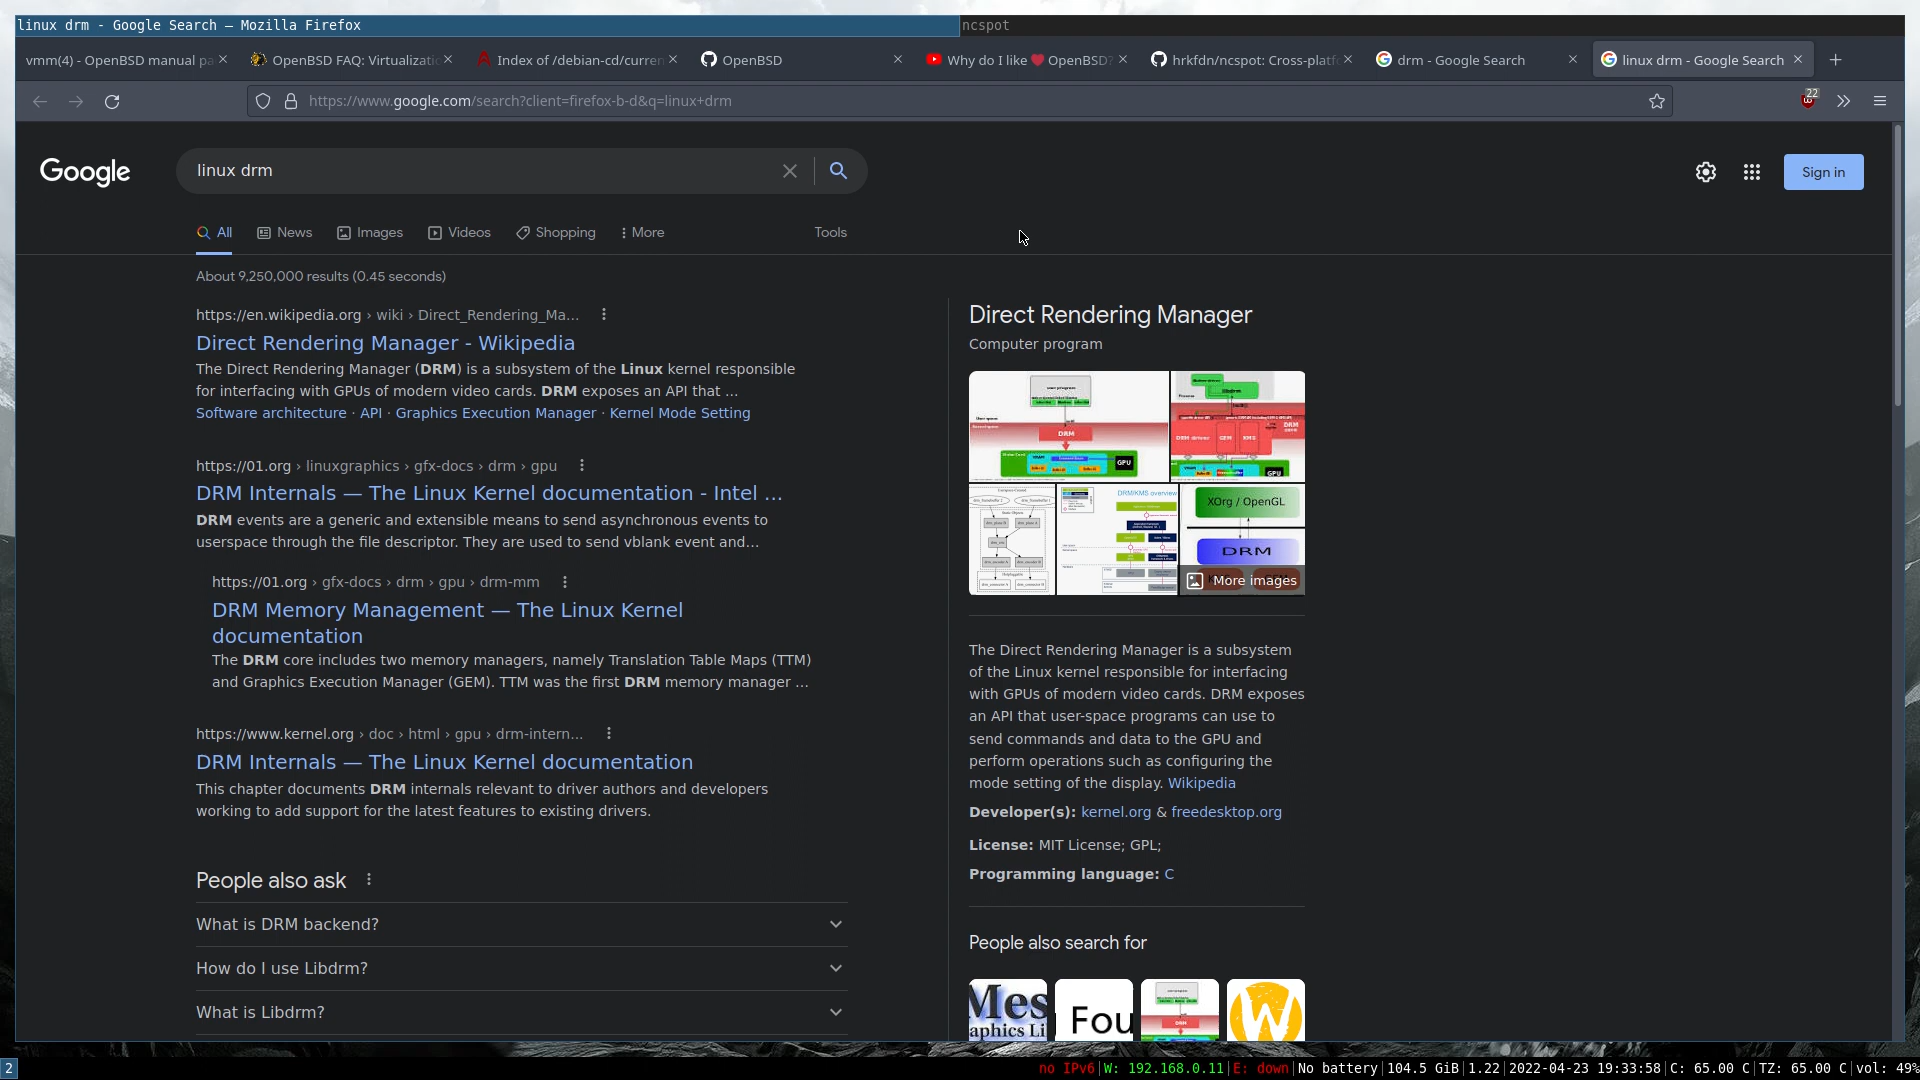 linux drm - Google Search — Mozilla Firefox
ncspot
vmm(4) - OpenBSD manual pa
OpenBSD FAQ: Virtualizatic
Index of /debian-cd/curren
OpenBSD
Why do I like ❤️ OpenBSD?
hrkfdn/ncspot: Cross-platfo
drm - Google Search
linux drm - Google Search
https://www.google.com/search?client=firefox-b-d&q=linux+drm
22
Google
linux drm
Sign in
All
News
Images
Videos
Shopping
More
Tools
About 9,250,000 results (0.45 seconds)
https://en.wikipedia.org › wiki › Direct_Rendering_Ma...
Direct Rendering Manager - Wikipedia
The Direct Rendering Manager (DRM) is a subsystem of the Linux kernel responsible
for interfacing with GPUs of modern video cards. DRM exposes an API that ...
Software architecture · API · Graphics Execution Manager · Kernel Mode Setting
https://01.org › linuxgraphics › gfx-docs › drm › gpu
DRM Internals — The Linux Kernel documentation - Intel ...
DRM events are a generic and extensible means to send asynchronous events to
userspace through the file descriptor. They are used to send vblank event and...
https://01.org › gfx-docs › drm › gpu › drm-mm
DRM Memory Management — The Linux Kernel
documentation
The DRM core includes two memory managers, namely Translation Table Maps (TTM)
and Graphics Execution Manager (GEM). TTM was the first DRM memory manager ...
https://www.kernel.org › doc › html › gpu › drm-intern...
DRM Internals — The Linux Kernel documentation
This chapter documents DRM internals relevant to driver authors and developers
working to add support for the latest features to existing drivers.
People also ask
What is DRM backend?
How do I use Libdrm?
What is Libdrm?
Direct Rendering Manager
Computer program
user program
DRM
GPU
DRM driver
GEM
KMS
DRM
GPU
DRM/KMS overview
XOrg / OpenGL
DRM
More images
The Direct Rendering Manager is a subsystem
of the Linux kernel responsible for interfacing
with GPUs of modern video cards. DRM exposes
an API that user-space programs can use to
send commands and data to the GPU and
perform operations such as configuring the
mode setting of the display. Wikipedia
Developer(s): kernel.org & freedesktop.org
License: MIT License; GPL;
Programming language: C
People also search for
Mes
aphics Li
Fou
DRM
W
2
no IPv6|W: 192.168.0.11|E: down|No battery|104.5 GiB|1.22|2022-04-23 19:33:58|C: 65.00 C|TZ: 65.00 C|vol: 49%